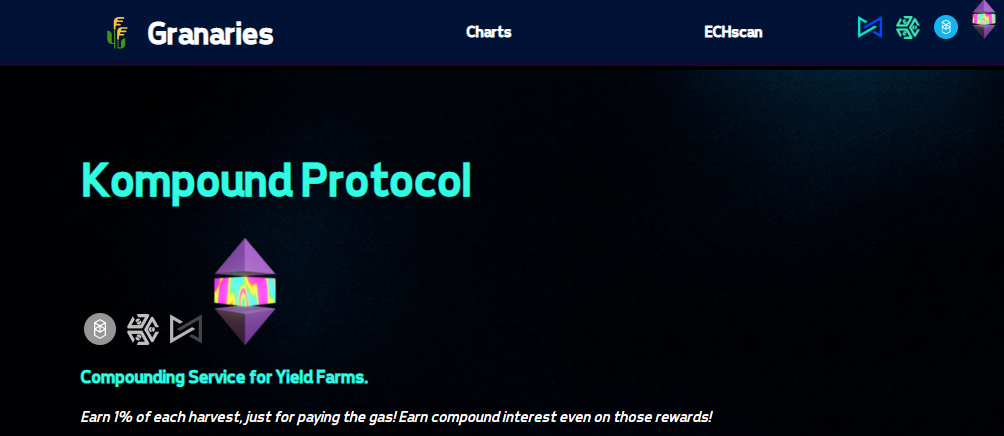 Granaries
Charts
ECHscan
Kompound Protocol
Compounding Service for Yield Farms.
Earn 1% of each harvest, just for paying the gas! Earn compound interest even on those rewards!